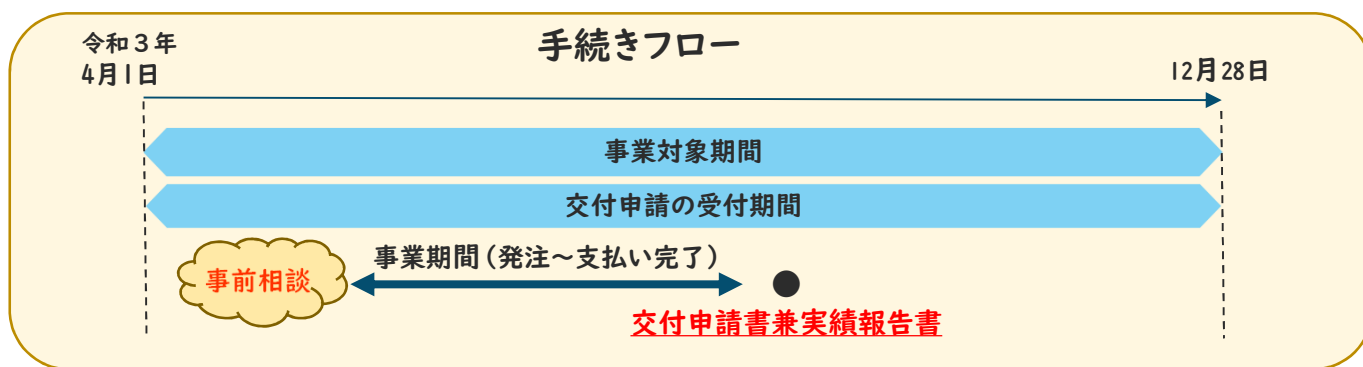 手続きフロー
令和３年
4月1日
12月28日
事業対象期間
交付申請の受付期間
事業期間（発注～支払い完了）
事前相談
交付申請書兼実績報告書